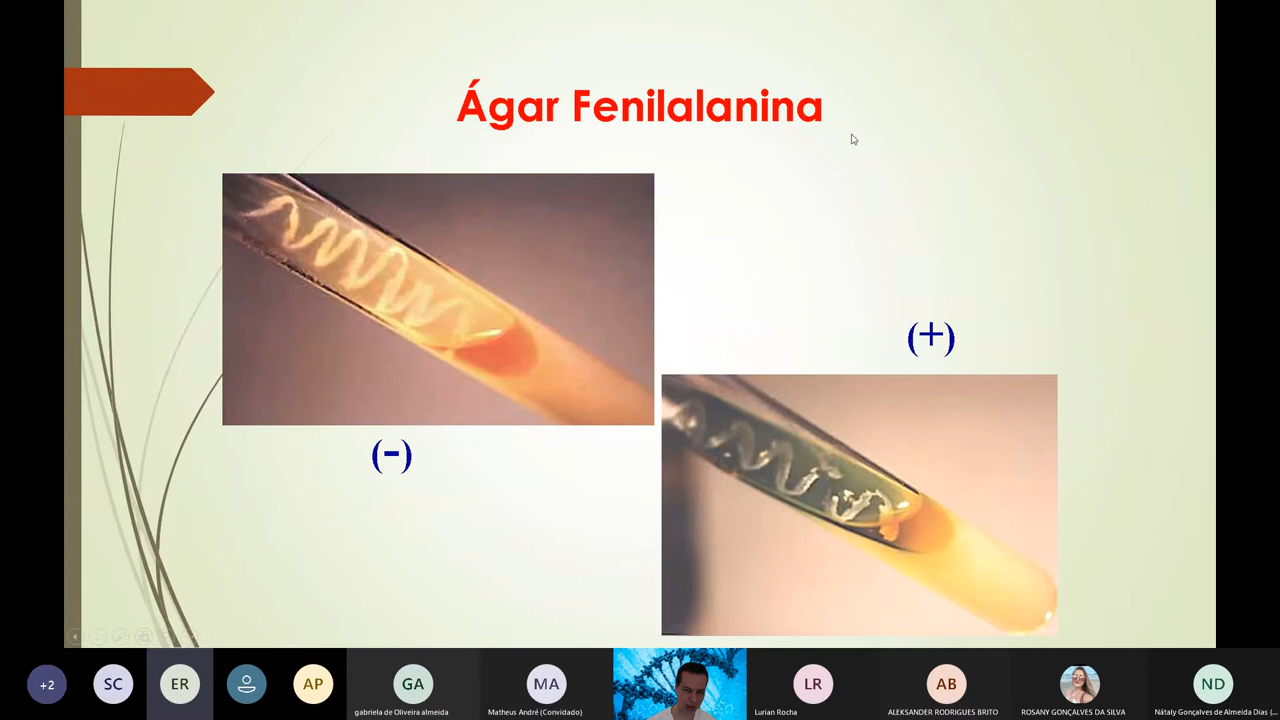 Ágar Fenilalanina
(+)
(-)
+2
SC
ER
AP
GA
gabriela de Oliveira almeida
MA
Matheus André (Convidado)
LR
Lurian Rocha
AB
ALEKSANDER RODRIGUES BRITO
ROSANY GONÇALVES DA SILVA
ND
Nátaly Gonçalves de Almeida Dias (...